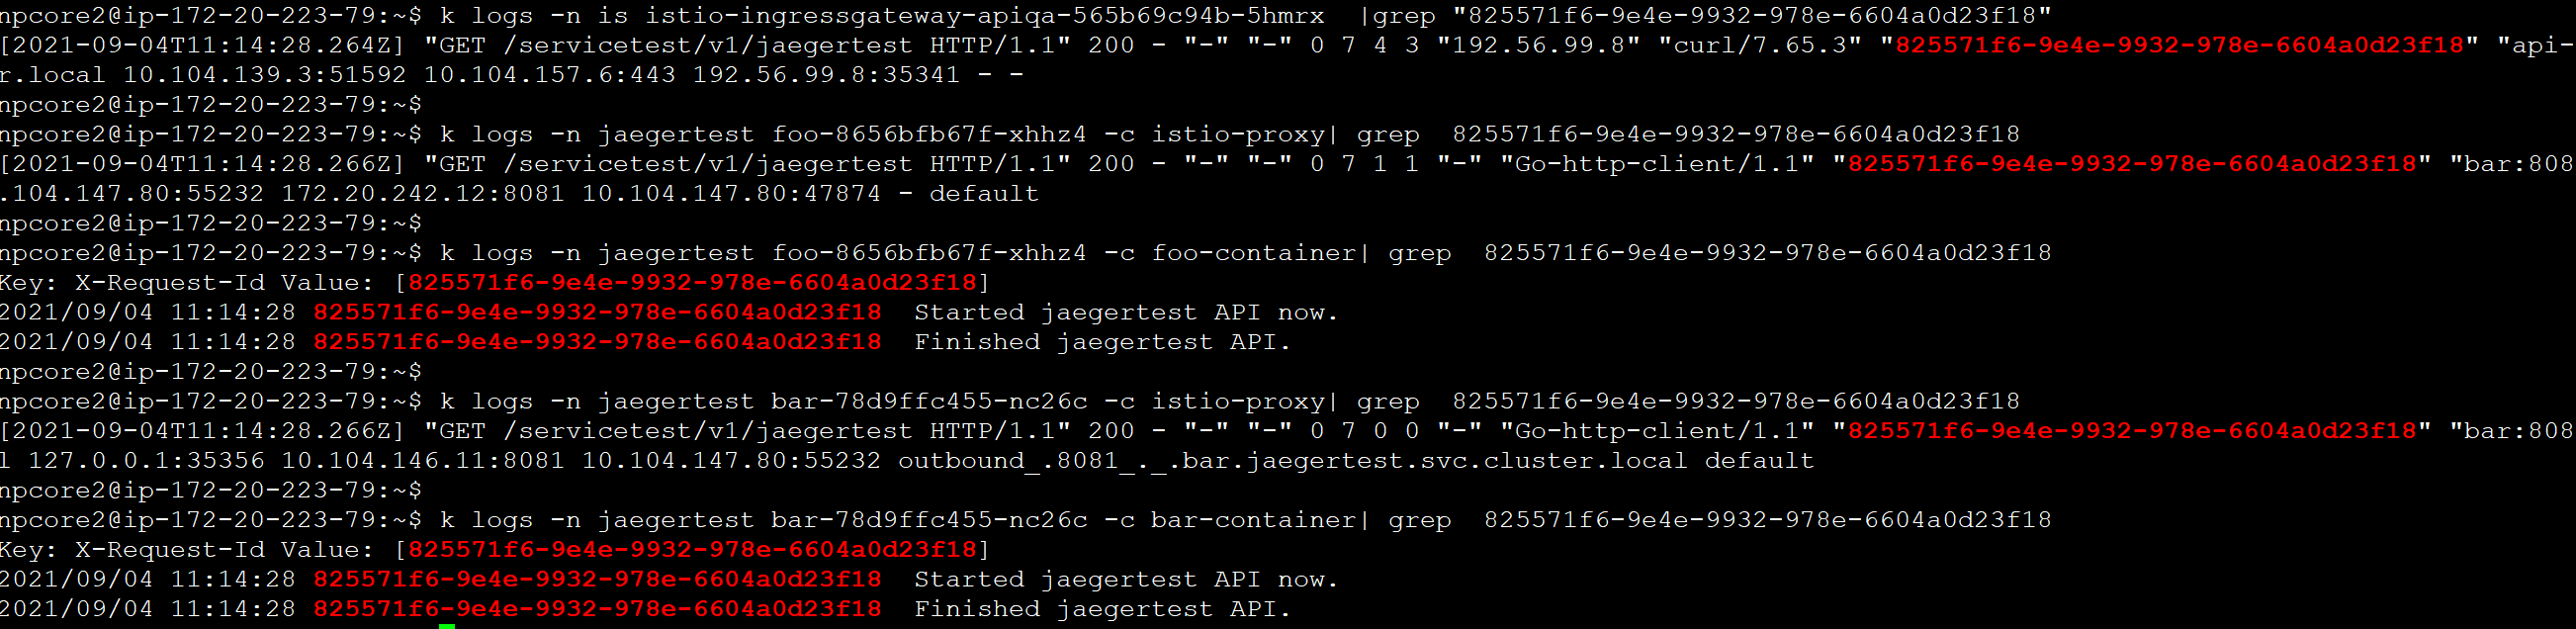 npcore2@ip-172-20-223-79:~$ k logs -n is istio-ingressgateway-apiqa-565b69c94b-5hmrx  |grep "825571f6-9e4e-9932-978e-6604a0d23f18"
[2021-09-04T11:14:28.264Z] "GET /servicetest/v1/jaegertest HTTP/1.1" 200 - "-" "-" 0 7 4 3 "192.56.99.8" "curl/7.65.3" "825571f6-9e4e-9932-978e-6604a0d23f18" "api-
r.local 10.104.139.3:51592 10.104.157.6:443 192.56.99.8:35341 - -
npcore2@ip-172-20-223-79:~$
npcore2@ip-172-20-223-79:~$ k logs -n jaegertest foo-8656bfb67f-xhhz4 -c istio-proxy| grep  825571f6-9e4e-9932-978e-6604a0d23f18
[2021-09-04T11:14:28.266Z] "GET /servicetest/v1/jaegertest HTTP/1.1" 200 - "-" "-" 0 7 1 1 "-" "Go-http-client/1.1" "825571f6-9e4e-9932-978e-6604a0d23f18" "bar:808
.104.147.80:55232 172.20.242.12:8081 10.104.147.80:47874 - default
npcore2@ip-172-20-223-79:~$
npcore2@ip-172-20-223-79:~$ k logs -n jaegertest foo-8656bfb67f-xhhz4 -c foo-container| grep  825571f6-9e4e-9932-978e-6604a0d23f18
Key: X-Request-Id Value: [825571f6-9e4e-9932-978e-6604a0d23f18]
2021/09/04 11:14:28 825571f6-9e4e-9932-978e-6604a0d23f18  Started jaegertest API now.
2021/09/04 11:14:28 825571f6-9e4e-9932-978e-6604a0d23f18  Finished jaegertest API.
npcore2@ip-172-20-223-79:~$
npcore2@ip-172-20-223-79:~$ k logs -n jaegertest bar-78d9ffc455-nc26c -c istio-proxy| grep  825571f6-9e4e-9932-978e-6604a0d23f18
[2021-09-04T11:14:28.266Z] "GET /servicetest/v1/jaegertest HTTP/1.1" 200 - "-" "-" 0 7 0 0 "-" "Go-http-client/1.1" "825571f6-9e4e-9932-978e-6604a0d23f18" "bar:808
l 127.0.0.1:35356 10.104.146.11:8081 10.104.147.80:55232 outbound_.8081_._.bar.jaegertest.svc.cluster.local default
npcore2@ip-172-20-223-79:~$
npcore2@ip-172-20-223-79:~$ k logs -n jaegertest bar-78d9ffc455-nc26c -c bar-container| grep  825571f6-9e4e-9932-978e-6604a0d23f18
Key: X-Request-Id Value: [825571f6-9e4e-9932-978e-6604a0d23f18]
2021/09/04 11:14:28 825571f6-9e4e-9932-978e-6604a0d23f18  Started jaegertest API now.
2021/09/04 11:14:28 825571f6-9e4e-9932-978e-6604a0d23f18  Finished jaegertest API.